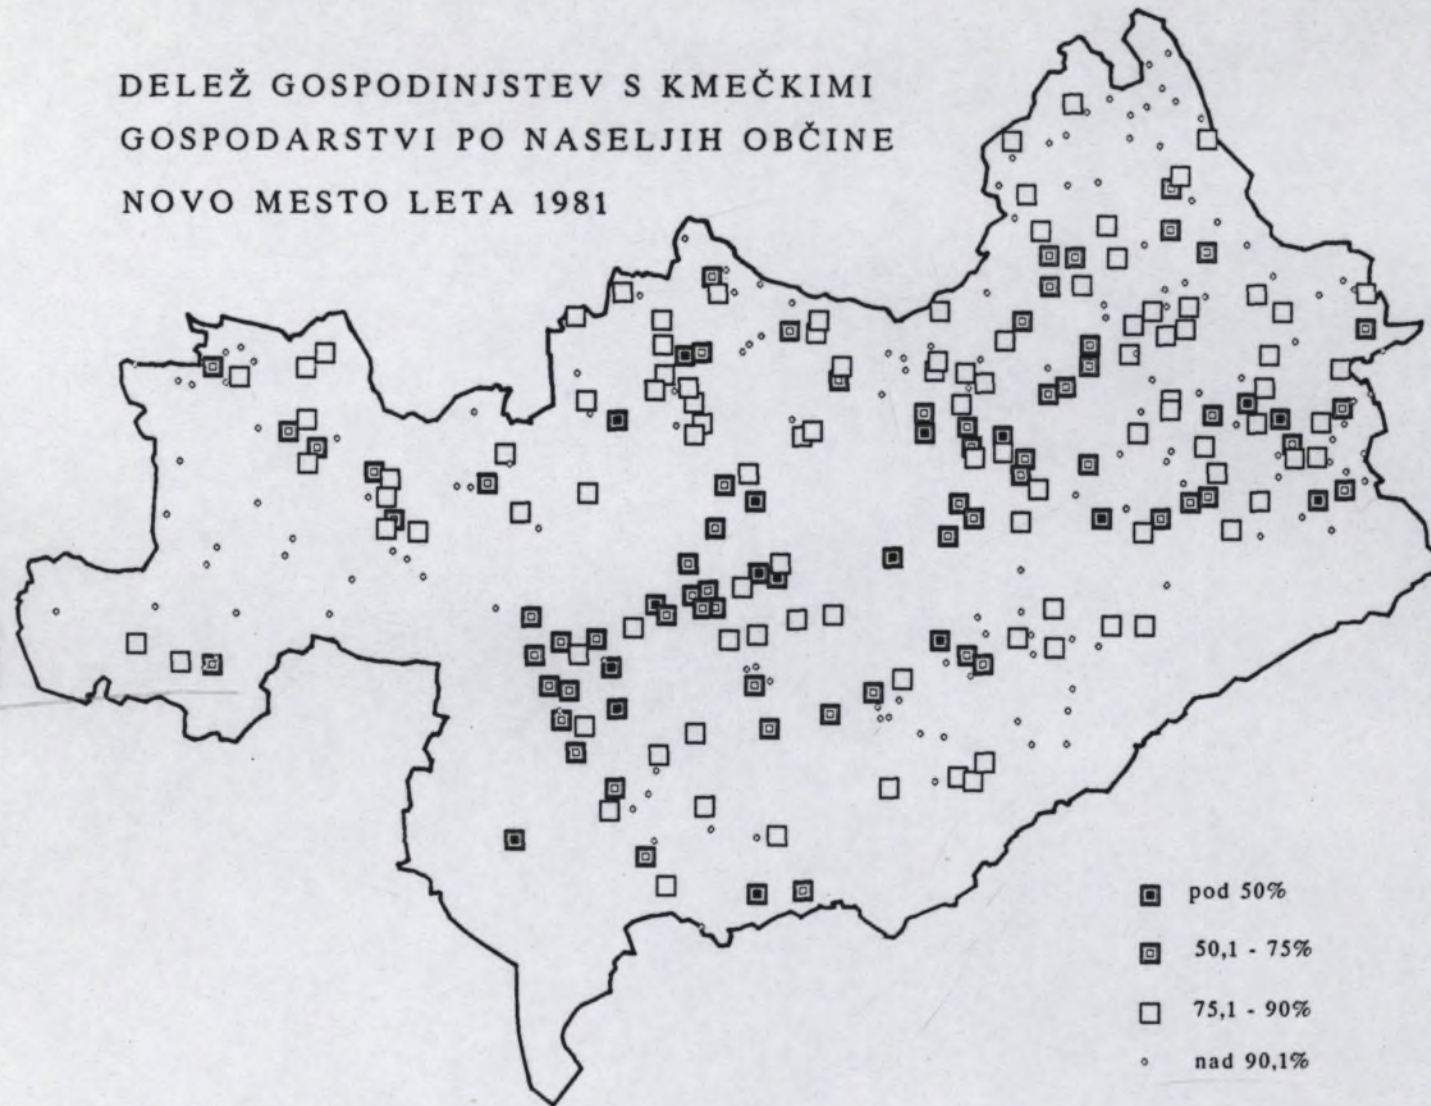 DELEŽ GOSPODINJSTEV S KMEČKIMI
GOSPODARSTVI PO NASELJIH OBČINE
NOVO MESTO LETA 1981
pod 50%
50,1 - 75%
75,1 - 90%
nad 90,1%